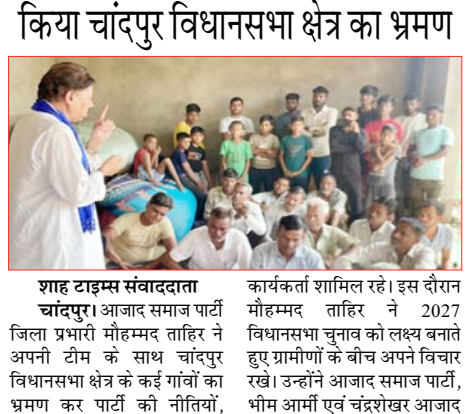 किया चांदपुर विधानसभा क्षेत्र का भ्रमण
शाह टाइम्स संवाददाता
चांदपुर। आजाद समाज पार्टी
जिला प्रभारी मौहम्मद ताहिर ने
अपनी टीम के साथ चांदपुर
विधानसभा क्षेत्र के कई गांवों का
भ्रमण कर पार्टी की नीतियों,
कार्यकर्ता शामिल रहे। इस दौरान
मौहम्मद ताहिर ने 2027
विधानसभा चुनाव को लक्ष्य बनाते
हुए ग्रामीणों के बीच अपने विचार
रखे। उन्होंने आजाद समाज पार्टी,
भीम आर्मी एवं चंद्रशेखर आजाद